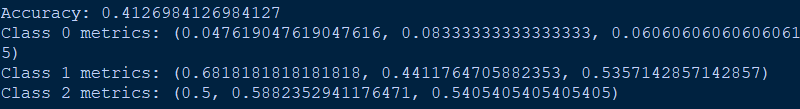 Accuracy: 0.4126984126984127
Class 0 metrics: (0.047619047619047616, 0.08333333333333333, 0.06060606060606061
5)
Class 1 metrics: (0.6818181818181818, 0.4411764705882353, 0.5357142857142857)
Class 2 metrics: (0.5, 0.5882352941176471, 0.5405405405405405)